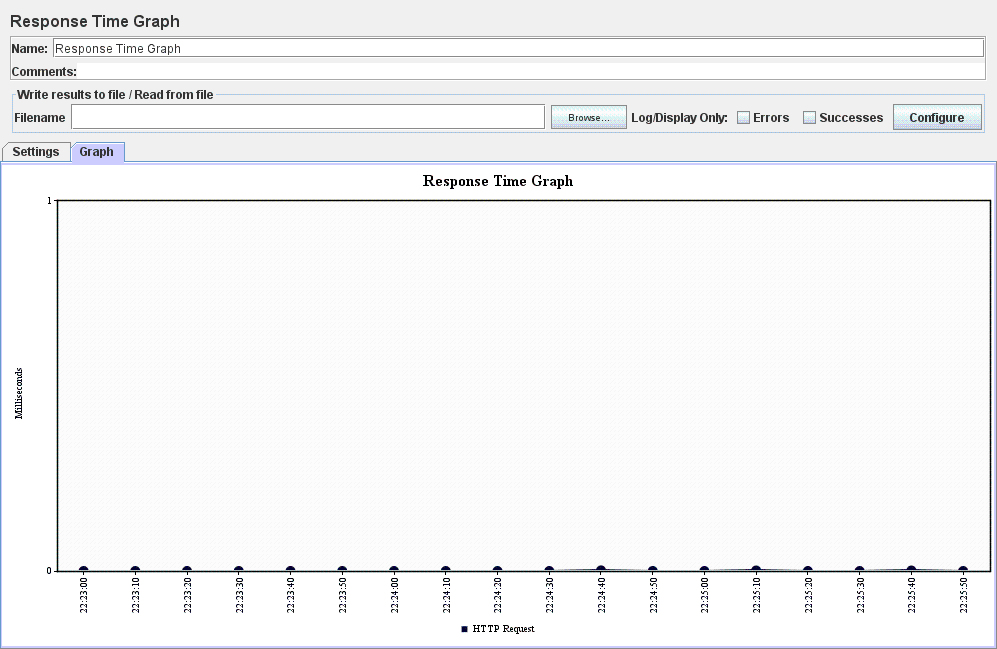 Response Time Graph
Name: Response Time Graph
Comments:
Write results to file / Read from file
Filename Browse... Log/Display Only: Errors Successes Configure
Settings Graph
Response Time Graph
1
Milliseconds
0
22:23:00 22:23:10 22:23:20 22:23:30 22:23:40 22:23:50 22:24:00 22:24:10 22:24:20 22:24:30 22:24:40 22:24:50 22:25:00 22:25:10 22:25:20 22:25:30 22:25:40 22:25:50
HTTP Request